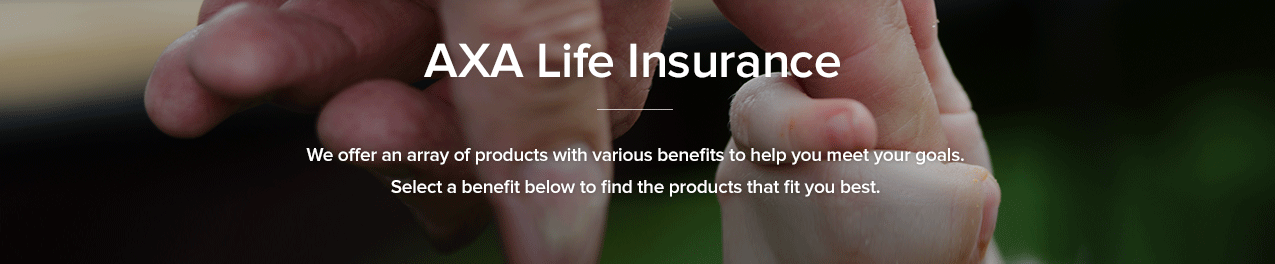 AXA Life Insurance
We offer an array of products with various benefits to help you meet your goals.
Select a benefit below to find the products that fit you best.